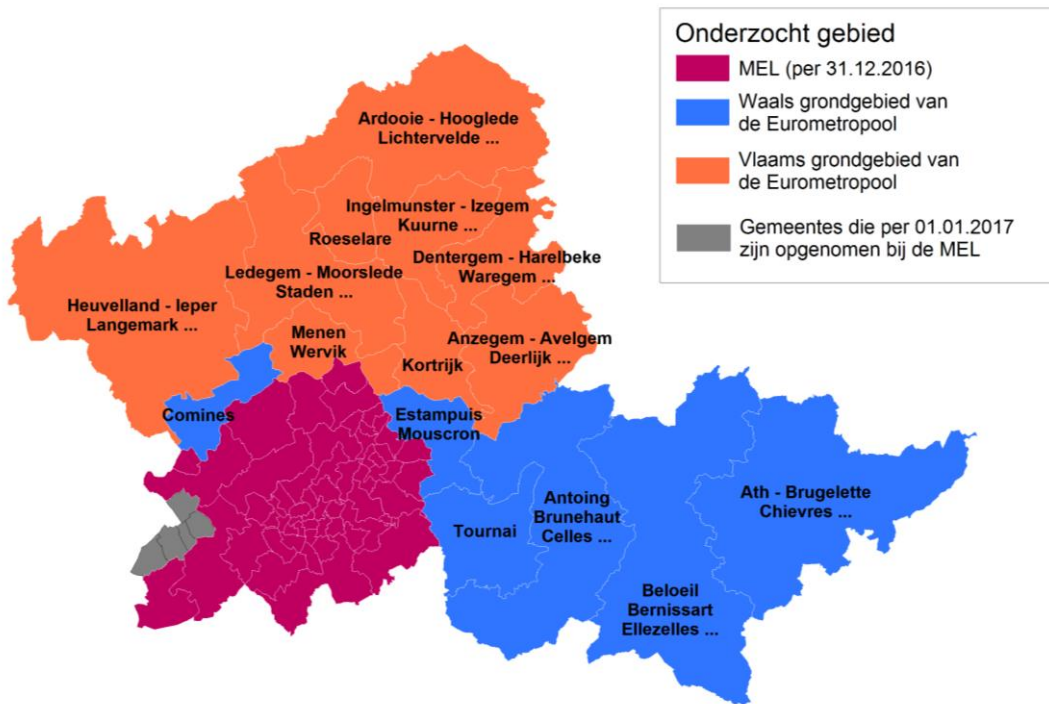 Onderzocht gebied
MEL (per 31.12.2016)
Waals grondgebied van
de Eurometropool
Vlaams grondgebied van
de Eurometropool
Gemeentes die per 01.01.2017
zijn opgenomen bij de MEL
Ardooie - Hooglede
Lichtervelde ...
Ingelmunster - Izegem
Kuurne ...
Roeselare
Dentergem - Harelbeke
Waregem ...
Ledegem - Moorslede
Staden ...
Heuvelland - Ieper
Langemark ...
Menen
Wervik
Anzegem - Avelgem
Deerlijk ...
Kortrijk
Comines
Estampuis
Mouscron
Tournai
Antoing
Brunehaut
Celles ...
Ath - Brugelette
Chievres ...
Beloeil
Bernissart
Ellezelles ...